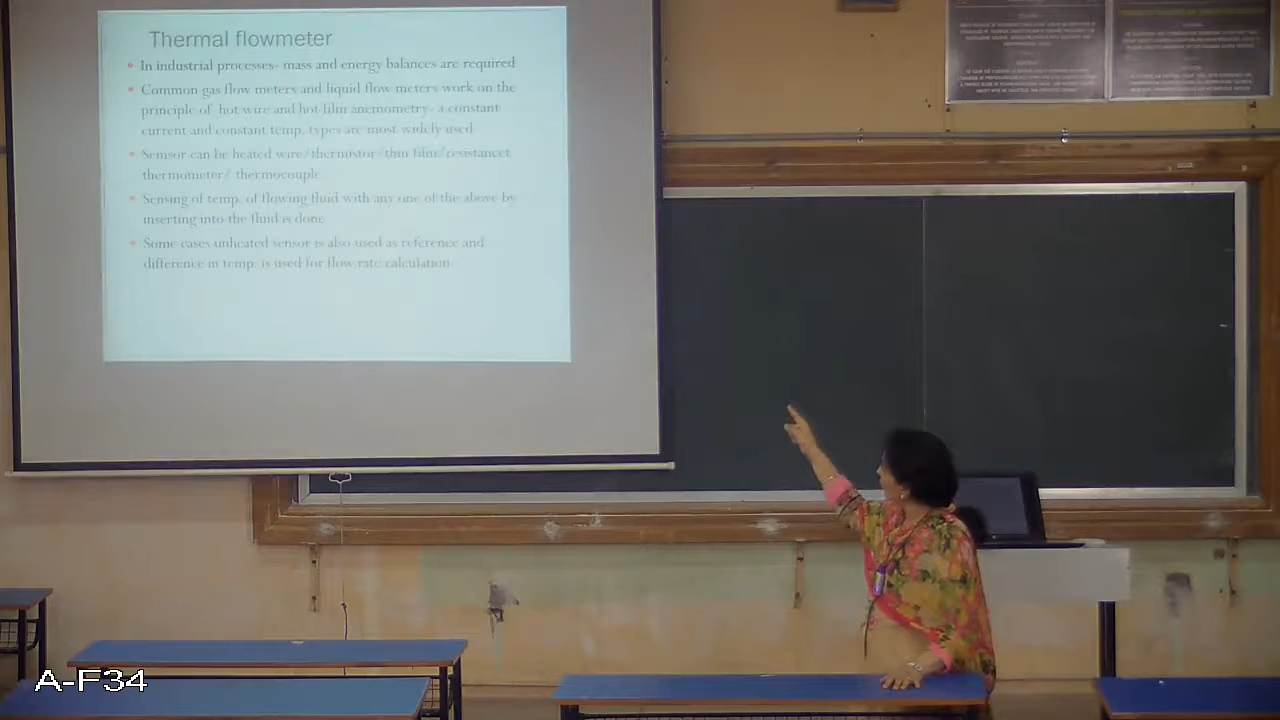 Thermal flowmeter
• In industrial processes- mass and energy balances are required
• Common gas flow meters and liquid flow meters work on the
principle of, hot wire and hot film anemometry- a constant
current and constant temp. types are most widely used
• Semsor can be heated wire/thermistor/thin film/resistancet
thermometer/ thermocouple
• Sensing of temp. of flowing fluid with any one of the above by
inserting into the fluid is done
• Some cases unheated sensor is also used as reference and
difference in temp. is used for flow rate calculation
A-F34